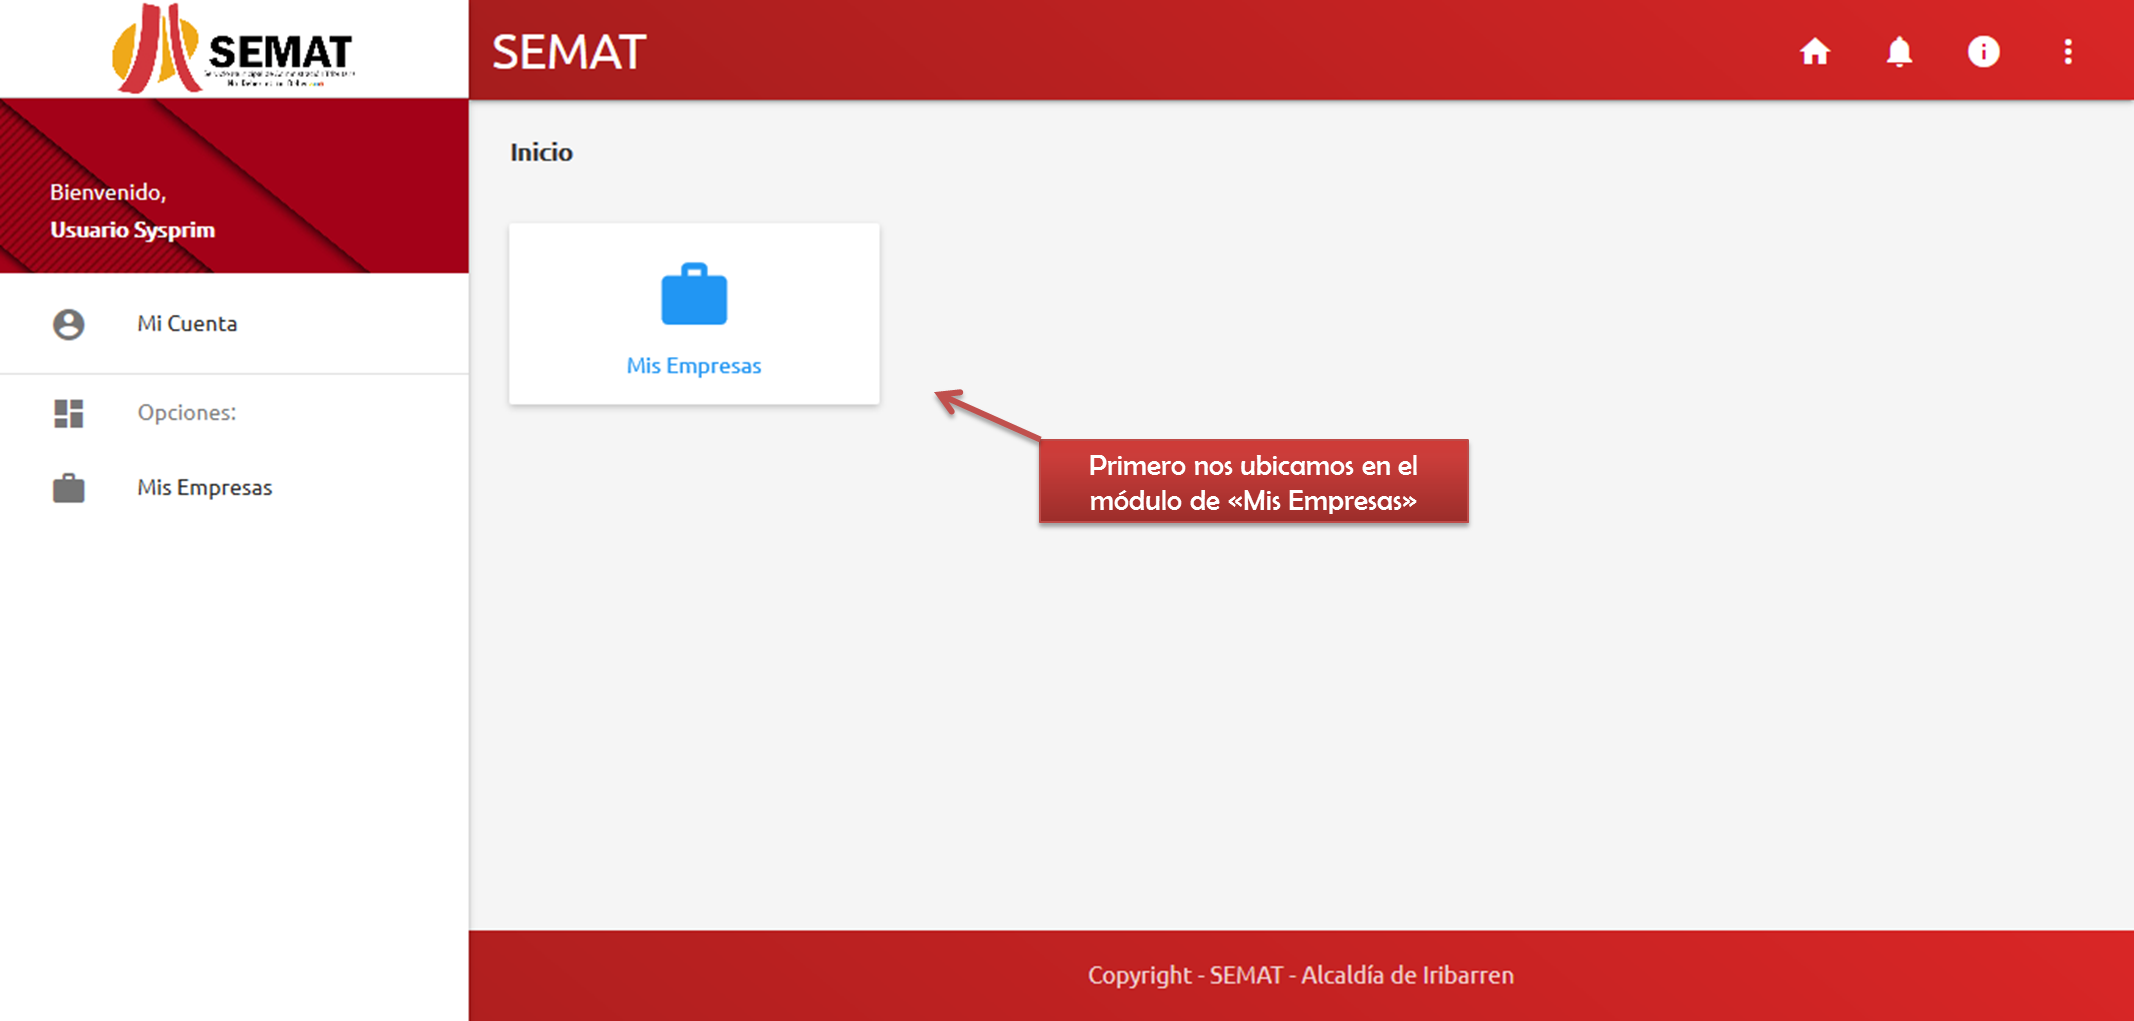 SEMAT
SEMAT
Inicio
Bienvenido,
Usuario Sysprim
Mi Cuenta
Opciones:
Mis Empresas
Mis Empresas
Primero nos ubicamos en el
módulo de «Mis Empresas»
Copyright - SEMAT - Alcaldía de Iribarren